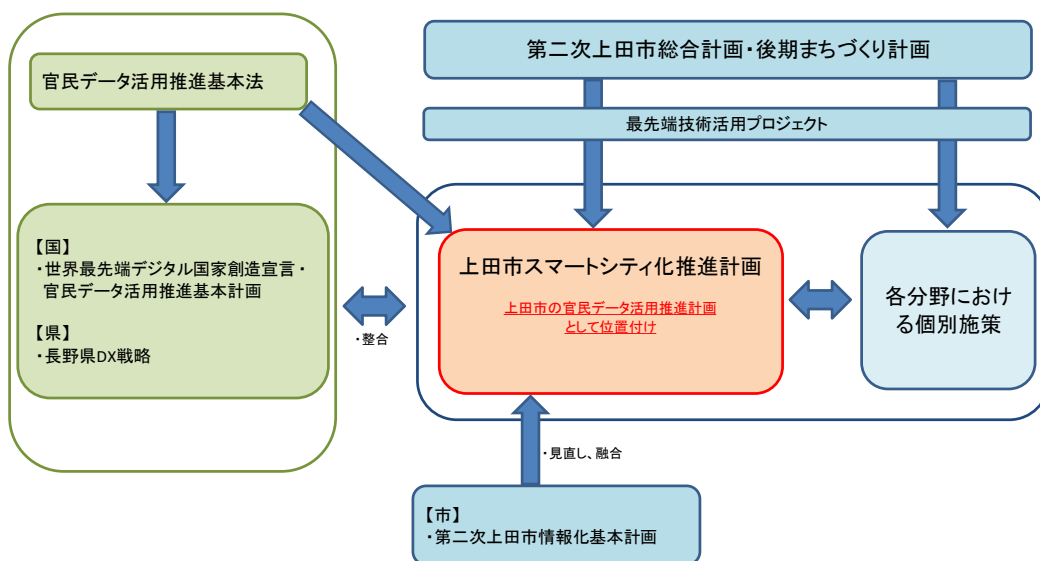 官民データ活用推進基本法
【国】
・世界最先端デジタル国家創造宣言・
官民データ活用推進基本計画
【県】
・長野県DX戦略
・整合
第二次上田市総合計画・後期まちづくり計画
最先端技術活用プロジェクト
上田市スマートシティ化推進計画
上田市の官民データ活用推進計画
として位置付け
各分野におけ
る個別施策
・見直し、融合
【市】
・第二次上田市情報化基本計画